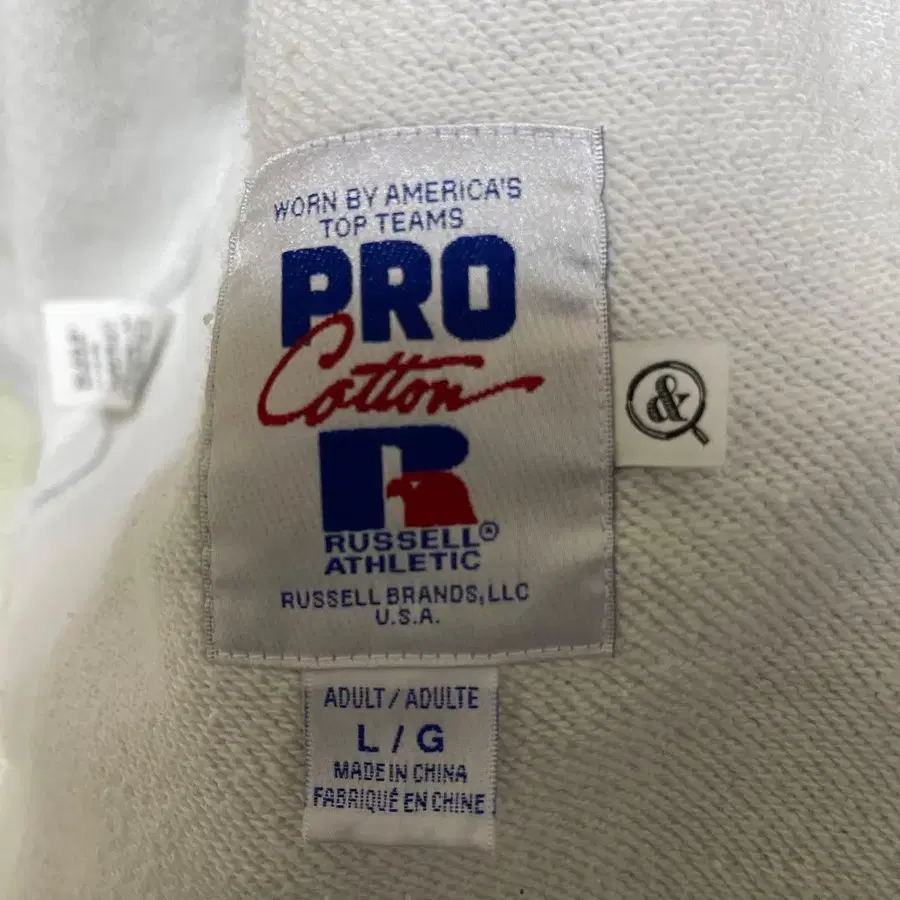 WORN BY AMERICA'S
TOP TEAMS
PRO
Cotton
R
RUSSELL®
ATHLETIC
RUSSELL BRANDS, LLC
U.S.A.
&
ADULT / ADULTE
L / G
MADE IN CHINA
FABRIQUÉ EN CHINE